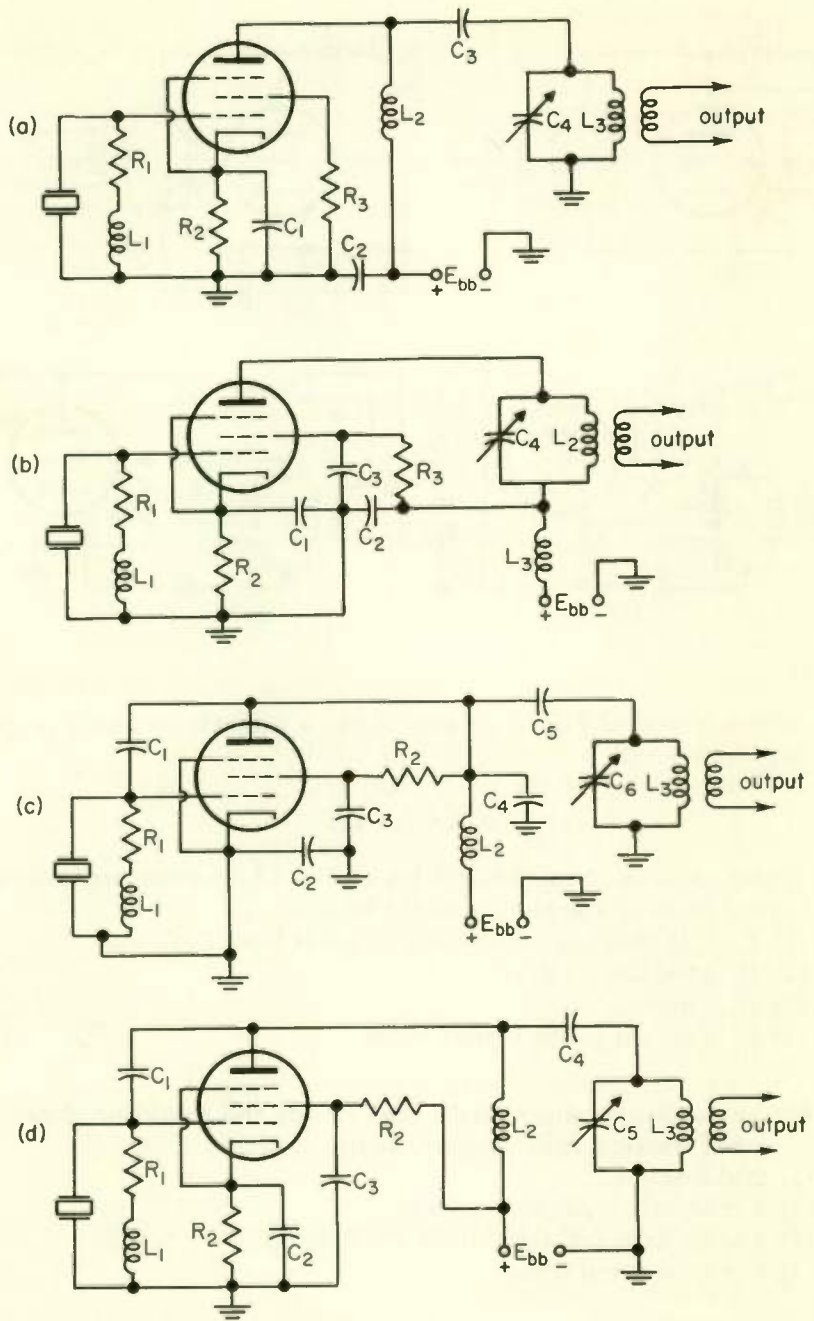 (a)
C3
L2
C4 L3
output
R1
L1
R2
C1
R3
C2
Ebb
+ -
(b)
C4
L2
output
R1
L1
C3
R3
C1
C2
R2
L3
Ebb
+ -
(c)
C1
C5
R2
C6 L3
output
R1
C3
C4
L1
C2
L2
Ebb
+ -
(d)
C1
C4
R2
L2
C5 L3
output
R1
C3
L1
R2
C2
Ebb
+ -